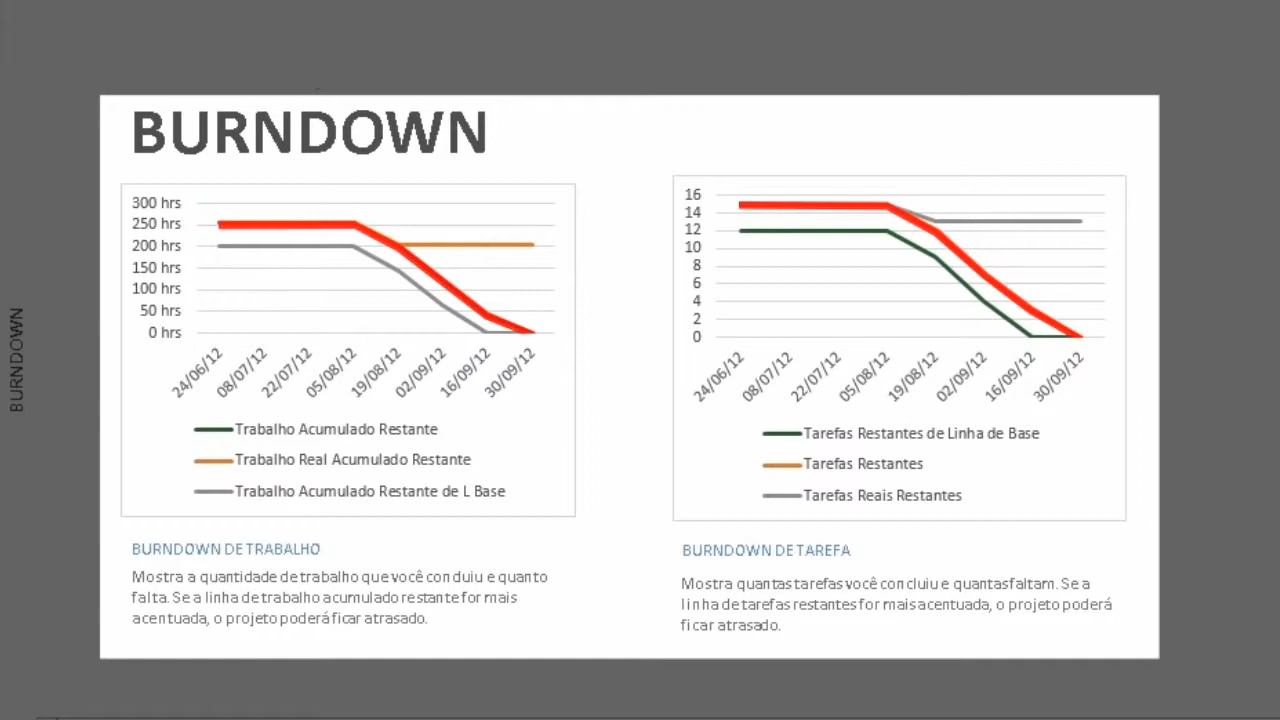 BURNDOWN
BURNDOWN
300 hrs
250 hrs
200 hrs
150 hrs
100 hrs
50 hrs
0 hrs
24/06/12
08/07/12
22/07/12
05/08/12
19/08/12
02/09/12
16/09/12
30/09/12
Trabalho Acumulado Restante
Trabalho Real Acumulado Restante
Trabalho Acumulado Restante de L Base
BURNDOWN DE TRABALHO
Mostra a quantidade de trabalho que você conduiu e quanto
falta. Se a linha de trabalho acumulado restante for mais
acentuada, o projeto poderá ficar atrasado.
16
14
12
10
8
6
4
2
0
24/06/12
08/07/12
22/07/12
05/08/12
19/08/12
02/09/12
16/09/12
30/09/12
Tarefas Restantes de Linha de Base
Tarefas Restantes
Tarefas Reais Restantes
BURNDOWN DE TAREFA
Mostra quantas tarefas você concluiu e quantas faltam. Se a
linha de tarefas restantes for mais acentuada, o projeto poderá
ficar atrasado.